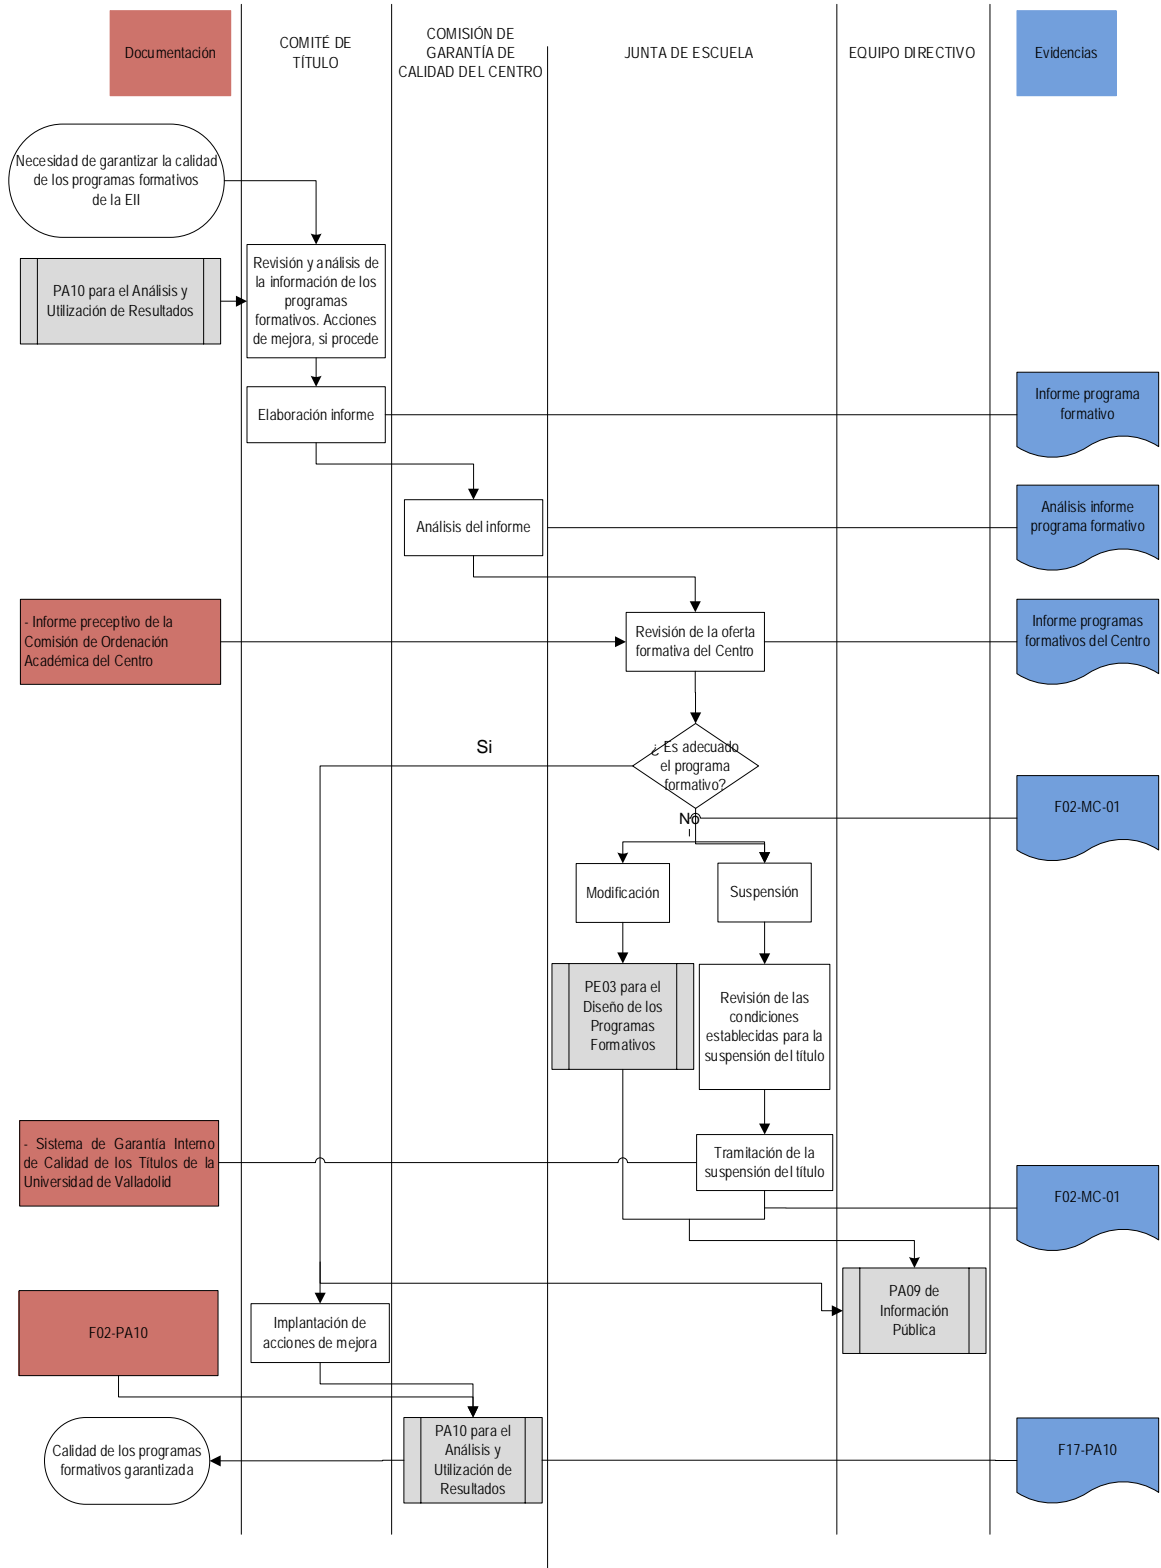 Documentación
COMITÉ DE
TÍTULO
COMISIÓN DE
GARANTÍA DE
CALIDAD DEL CENTRO
JUNTA DE ESCUELA
EQUIPO DIRECTIVO
Evidencias
Necesidad de garantizar la calidad
de los programas formativos
de la EII
PA10 para el Análisis y
Utilización de Resultados
Revisión y análisis de
la información de los
programas
formativos. Acciones
de mejora, si procede
Elaboración informe
Informe programa
formativo
Análisis del informe
Análisis informe
programa formativo
- Informe preceptivo de la
Comisión de Ordenación
Académica del Centro
Revisión de la oferta
formativa del Centro
Informe programas
formativos del Centro
Si
¿ Es adecuado
el programa
formativo?
No
F02-MC-01
Modificación
Suspensión
PE03 para el
Diseño de los
Programas
Formativos
Revisión de las
condiciones
establecidas para la
suspensión del título
- Sistema de Garantía Interno
de Calidad de los Títulos de la
Universidad de Valladolid
Tramitación de la
suspensión del título
F02-MC-01
PA09 de
Información
Pública
F02-PA10
Implantación de
acciones de mejora
Calidad de los programas
formativos garantizada
PA10 para el
Análisis y
Utilización de
Resultados
F17-PA10